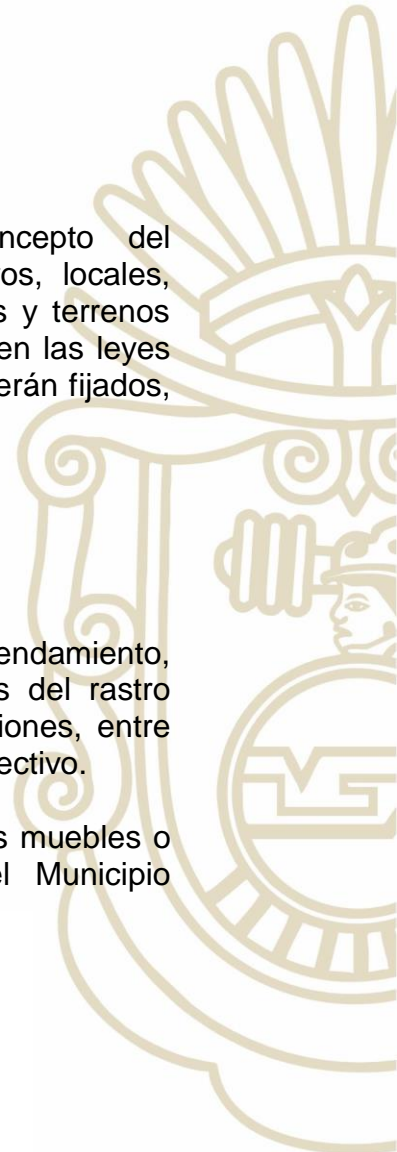 ncepto del
os, locales,
s y terrenos
en las leyes
erán fijados,
endamiento,
s del rastro
iones, entre
ectivo.
s muebles o
el Municipio